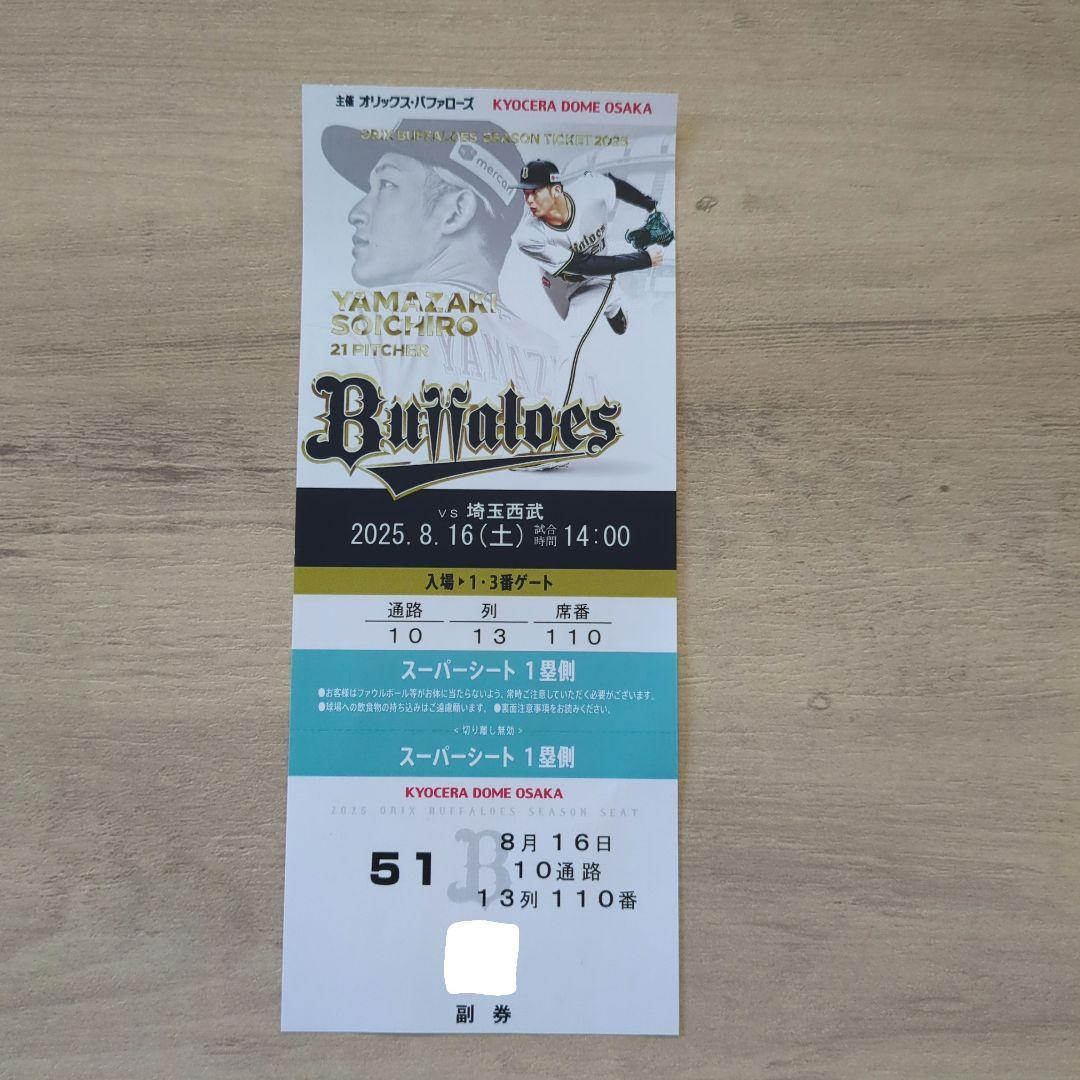 主催 オリックス・バファローズ KYOCERA DOME OSAKA
ORIX BUFFALOES SEASON TICKET 2025
mercari
YAMAZAKI
SOICHIRO
21 PITCHER
Buffaloes
vs 埼玉西武
2025. 8. 16(土) 試合時間 14:00
入場▶1・3番ゲート
通路 列 席番
10 13 110
スーパーシート 1塁側
●お客様はファウルボール等がお体に当たらないよう、常時ご注意していただく必要がございます。
●球場への飲食物の持ち込みはご遠慮願います。 ●裏面注意事項をお読みください。
< 切り離し無効 >
スーパーシート 1塁側
KYOCERA DOME OSAKA
2025 ORIX BUFFALOES SEASON SEAT
B
51
8月 16日
10通路
13列 110番
副 券